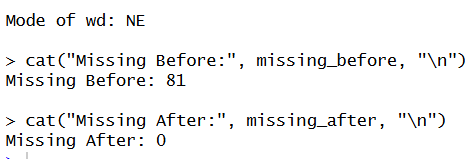 Mode of wd: NE
> cat("Missing Before:", missing_before, "\n")
Missing Before: 81
> cat("Missing After:", missing_after, "\n")
Missing After: 0
>